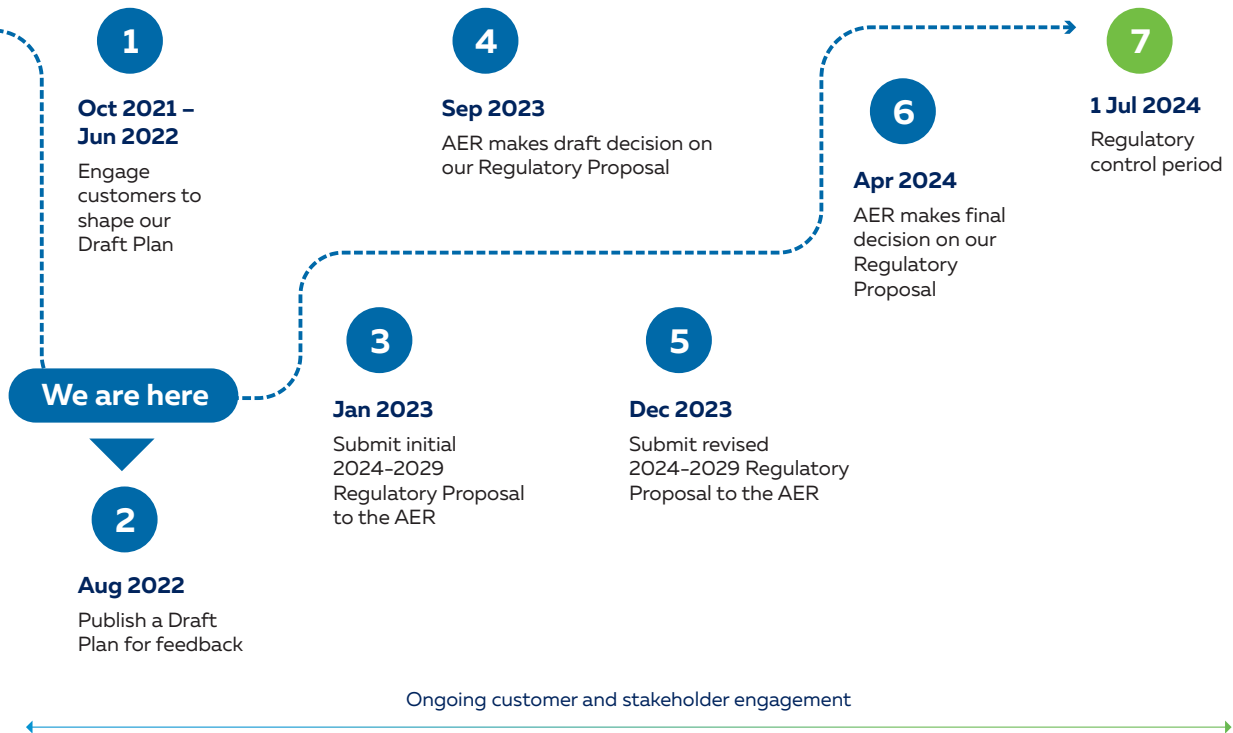 1
Oct 2021 –
Jun 2022
Engage
customers to
shape our
Draft Plan
We are here
2
Aug 2022
Publish a Draft
Plan for feedback
3
Jan 2023
Submit initial
2024-2029
Regulatory Proposal
to the AER
4
Sep 2023
AER makes draft decision on
our Regulatory Proposal
5
Dec 2023
Submit revised
2024-2029 Regulatory
Proposal to the AER
6
Apr 2024
AER makes final
decision on our
Regulatory
Proposal
7
1 Jul 2024
Regulatory
control period
Ongoing customer and stakeholder engagement